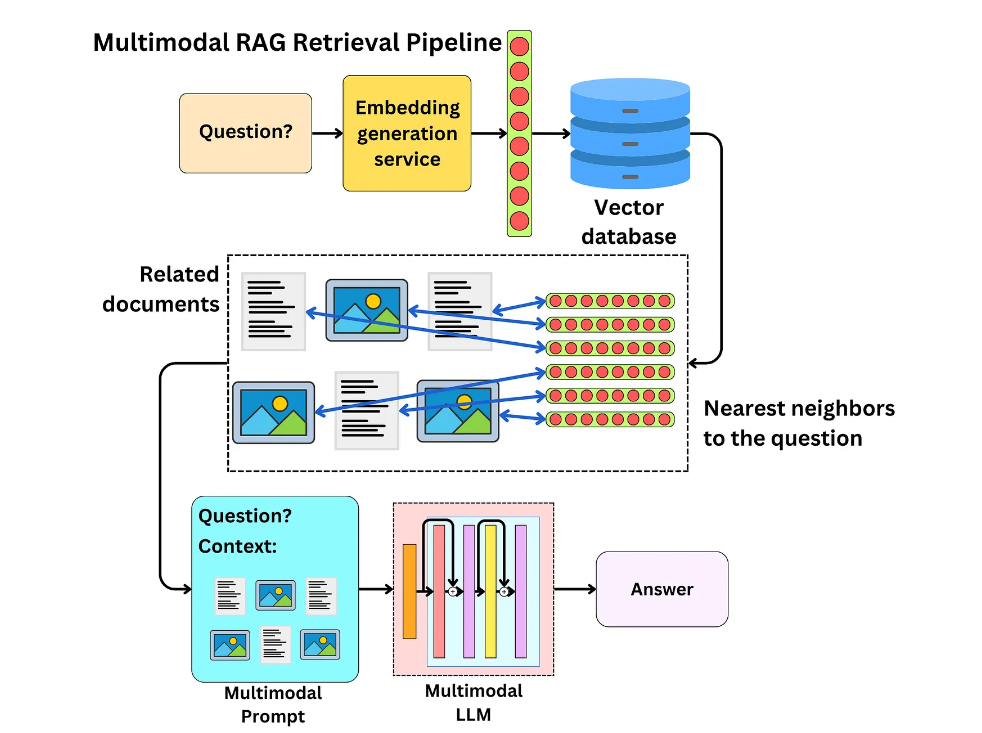 Multimodal RAG Retrieval Pipeline
Question?
Embedding
generation
service
Vector
database
Related
documents
Nearest neighbors
to the question
Question?
Context:
Multimodal
Prompt
Multimodal
LLM
Answer